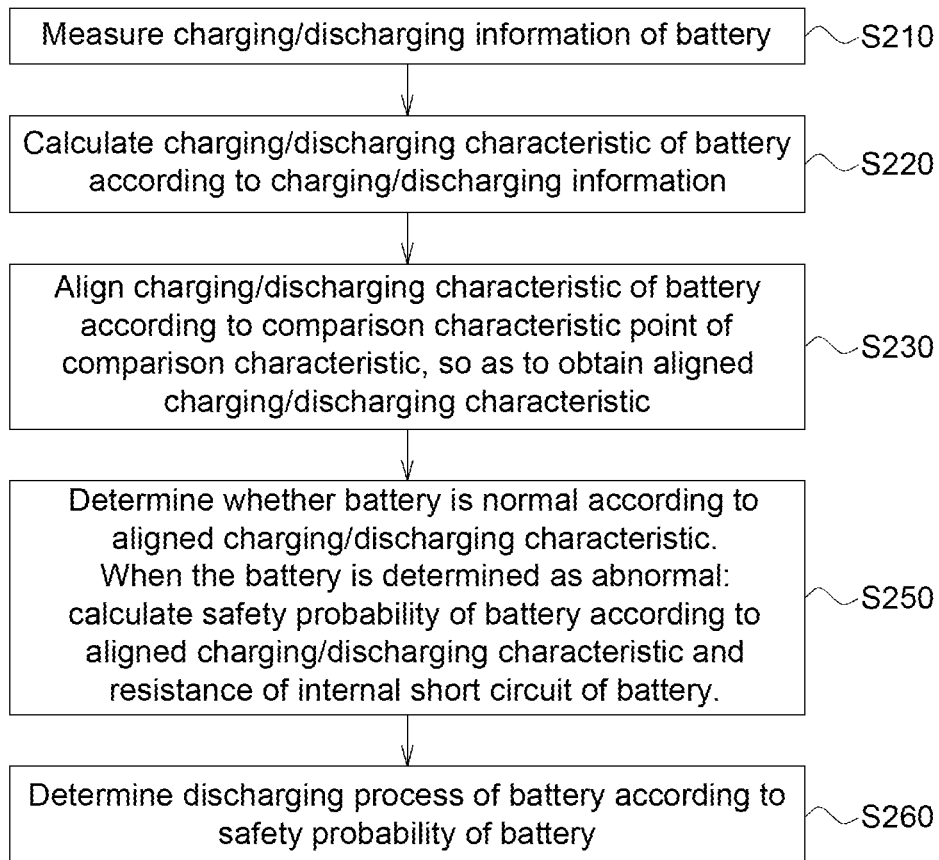 Measure charging/discharging information of battery
S210
Calculate charging/discharging characteristic of battery
according to charging/discharging information
S220
Align charging/discharging characteristic of battery
according to comparison characteristic point of
comparison characteristic, so as to obtain aligned
charging/discharging characteristic
S230
Determine whether battery is normal according to
aligned charging/discharging characteristic.
When the battery is determined as abnormal:
calculate safety probability of battery according to
aligned charging/discharging characteristic and
resistance of internal short circuit of battery.
S250
Determine discharging process of battery according to
safety probability of battery
S260